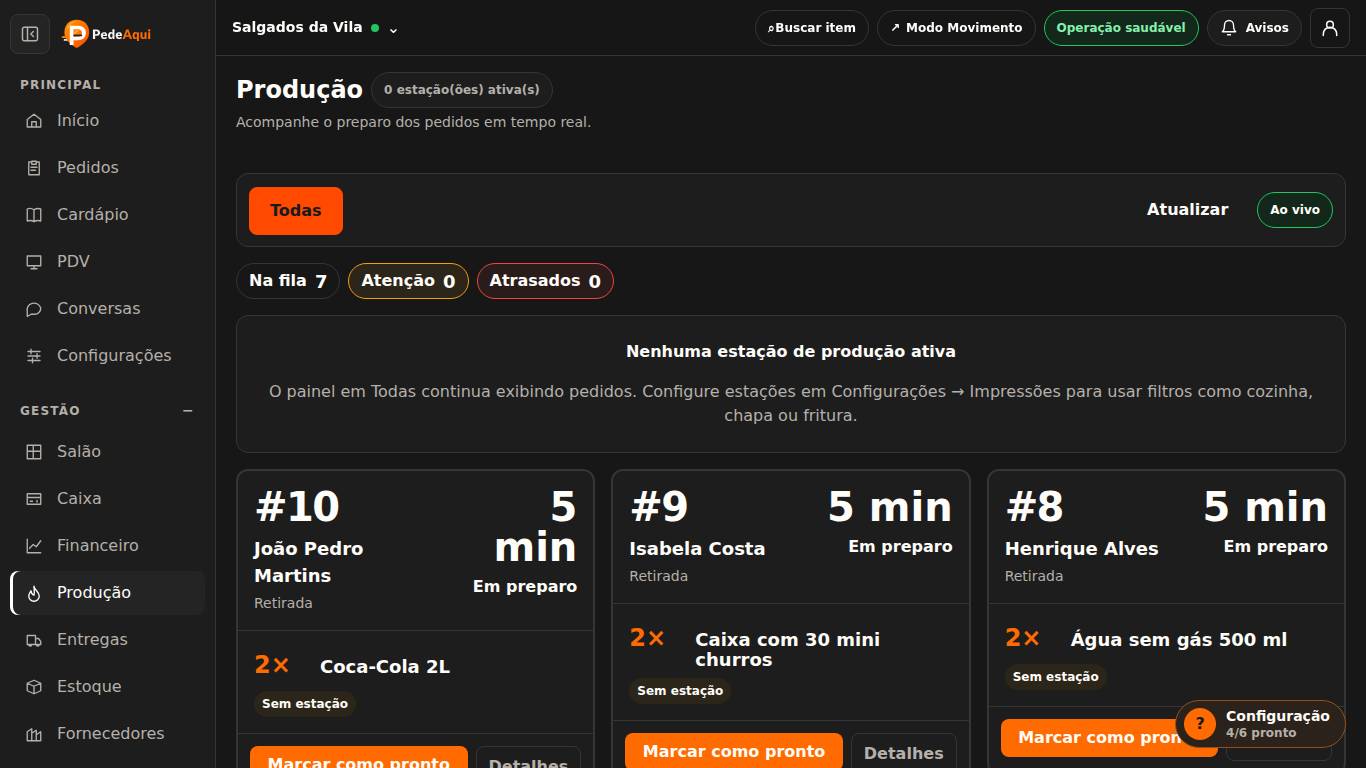 PedeAqui
Salgados da Vila
Buscar item
Modo Movimento
Operação saudável
Avisos
PRINCIPAL
Início
Pedidos
Cardápio
PDV
Conversas
Configurações
GESTÃO
Salão
Caixa
Financeiro
Produção
Entregas
Estoque
Fornecedores
Produção
0 estação(ões) ativa(s)
Acompanhe o preparo dos pedidos em tempo real.
Todas
Atualizar
Ao vivo
Na fila 7
Atenção 0
Atrasados 0
Nenhuma estação de produção ativa
O painel em Todas continua exibindo pedidos. Configure estações em Configurações → Impressões para usar filtros como cozinha,
chapa ou fritura.
#10
5
min
João Pedro
Martins
Em preparo
Retirada
2×
Coca-Cola 2L
Sem estação
Marcar como pronto
Detalhes
#9
5 min
Isabela Costa
Em preparo
Retirada
2×
Caixa com 30 mini
churros
Sem estação
Marcar como pronto
Detalhes
#8
5 min
Henrique Alves
Em preparo
Retirada
2×
Água sem gás 500 ml
Sem estação
Marcar como pron
?
Configuração
4/6 pronto